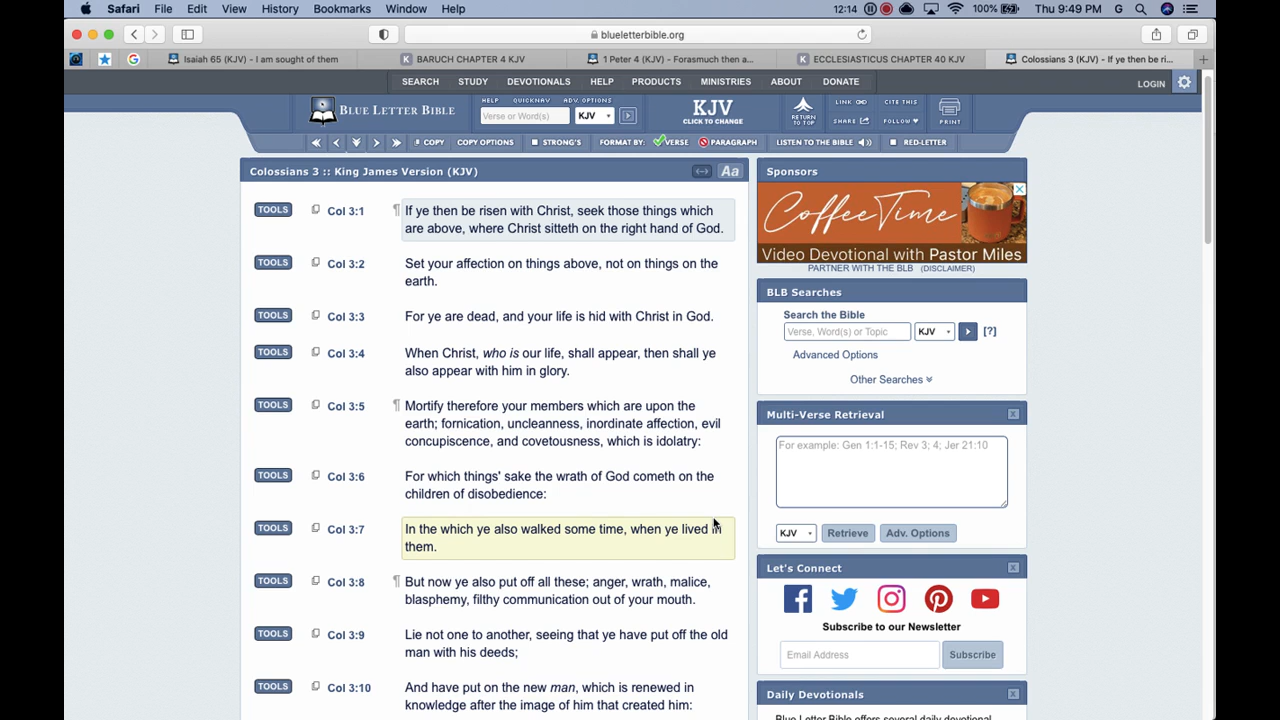 Safari File Edit View History Bookmarks Window Help 12:14 100% Thu 9:49 PM G
blueletterbible.org
Isaiah 65 (KJV) - I am sought of them
BARUCH CHAPTER 4 KJV
1 Peter 4 (KJV) - Forasmuch then a...
ECCLESIASTICUS CHAPTER 40 KJV
Colossians 3 (KJV) - If ye then be ri...
SEARCH STUDY DEVOTIONALS HELP PRODUCTS MINISTRIES ABOUT DONATE LOGIN
BLUE LETTER BIBLE
HELP QUICKNAV ADV. OPTIONS
Verse or Word(s) KJV
KJV
CLICK TO CHANGE
RETURN
TO TOP
LINK CITE THIS
SHARE FOLLOW
PRINT
COPY COPY OPTIONS STRONG'S FORMAT BY: VERSE PARAGRAPH LISTEN TO THE BIBLE RED-LETTER
Colossians 3 :: King James Version (KJV) Aa
TOOLS Col 3:1 ¶ If ye then be risen with Christ, seek those things which
are above, where Christ sitteth on the right hand of God.
TOOLS Col 3:2 Set your affection on things above, not on things on the
earth.
TOOLS Col 3:3 For ye are dead, and your life is hid with Christ in God.
TOOLS Col 3:4 When Christ, who is our life, shall appear, then shall ye
also appear with him in glory.
TOOLS Col 3:5 ¶ Mortify therefore your members which are upon the
earth; fornication, uncleanness, inordinate affection, evil
concupiscence, and covetousness, which is idolatry:
TOOLS Col 3:6 For which things' sake the wrath of God cometh on the
children of disobedience:
TOOLS Col 3:7 In the which ye also walked some time, when ye lived in
them.
TOOLS Col 3:8 ¶ But now ye also put off all these; anger, wrath, malice,
blasphemy, filthy communication out of your mouth.
TOOLS Col 3:9 Lie not one to another, seeing that ye have put off the old
man with his deeds;
TOOLS Col 3:10 And have put on the new man, which is renewed in
knowledge after the image of him that created him:
Sponsors
CoffeeTime
Video Devotional with Pastor Miles
PARTNER WITH THE BLB (DISCLAIMER)
BLB Searches
Search the Bible
Verse, Word(s) or Topic KJV [?]
Advanced Options
Other Searches
Multi-Verse Retrieval
For example: Gen 1:1-15; Rev 3; 4; Jer 21:10
KJV Retrieve Adv. Options
Let's Connect
Subscribe to our Newsletter
Email Address Subscribe
Daily Devotionals
Blue Letter Bible offers several daily devotional